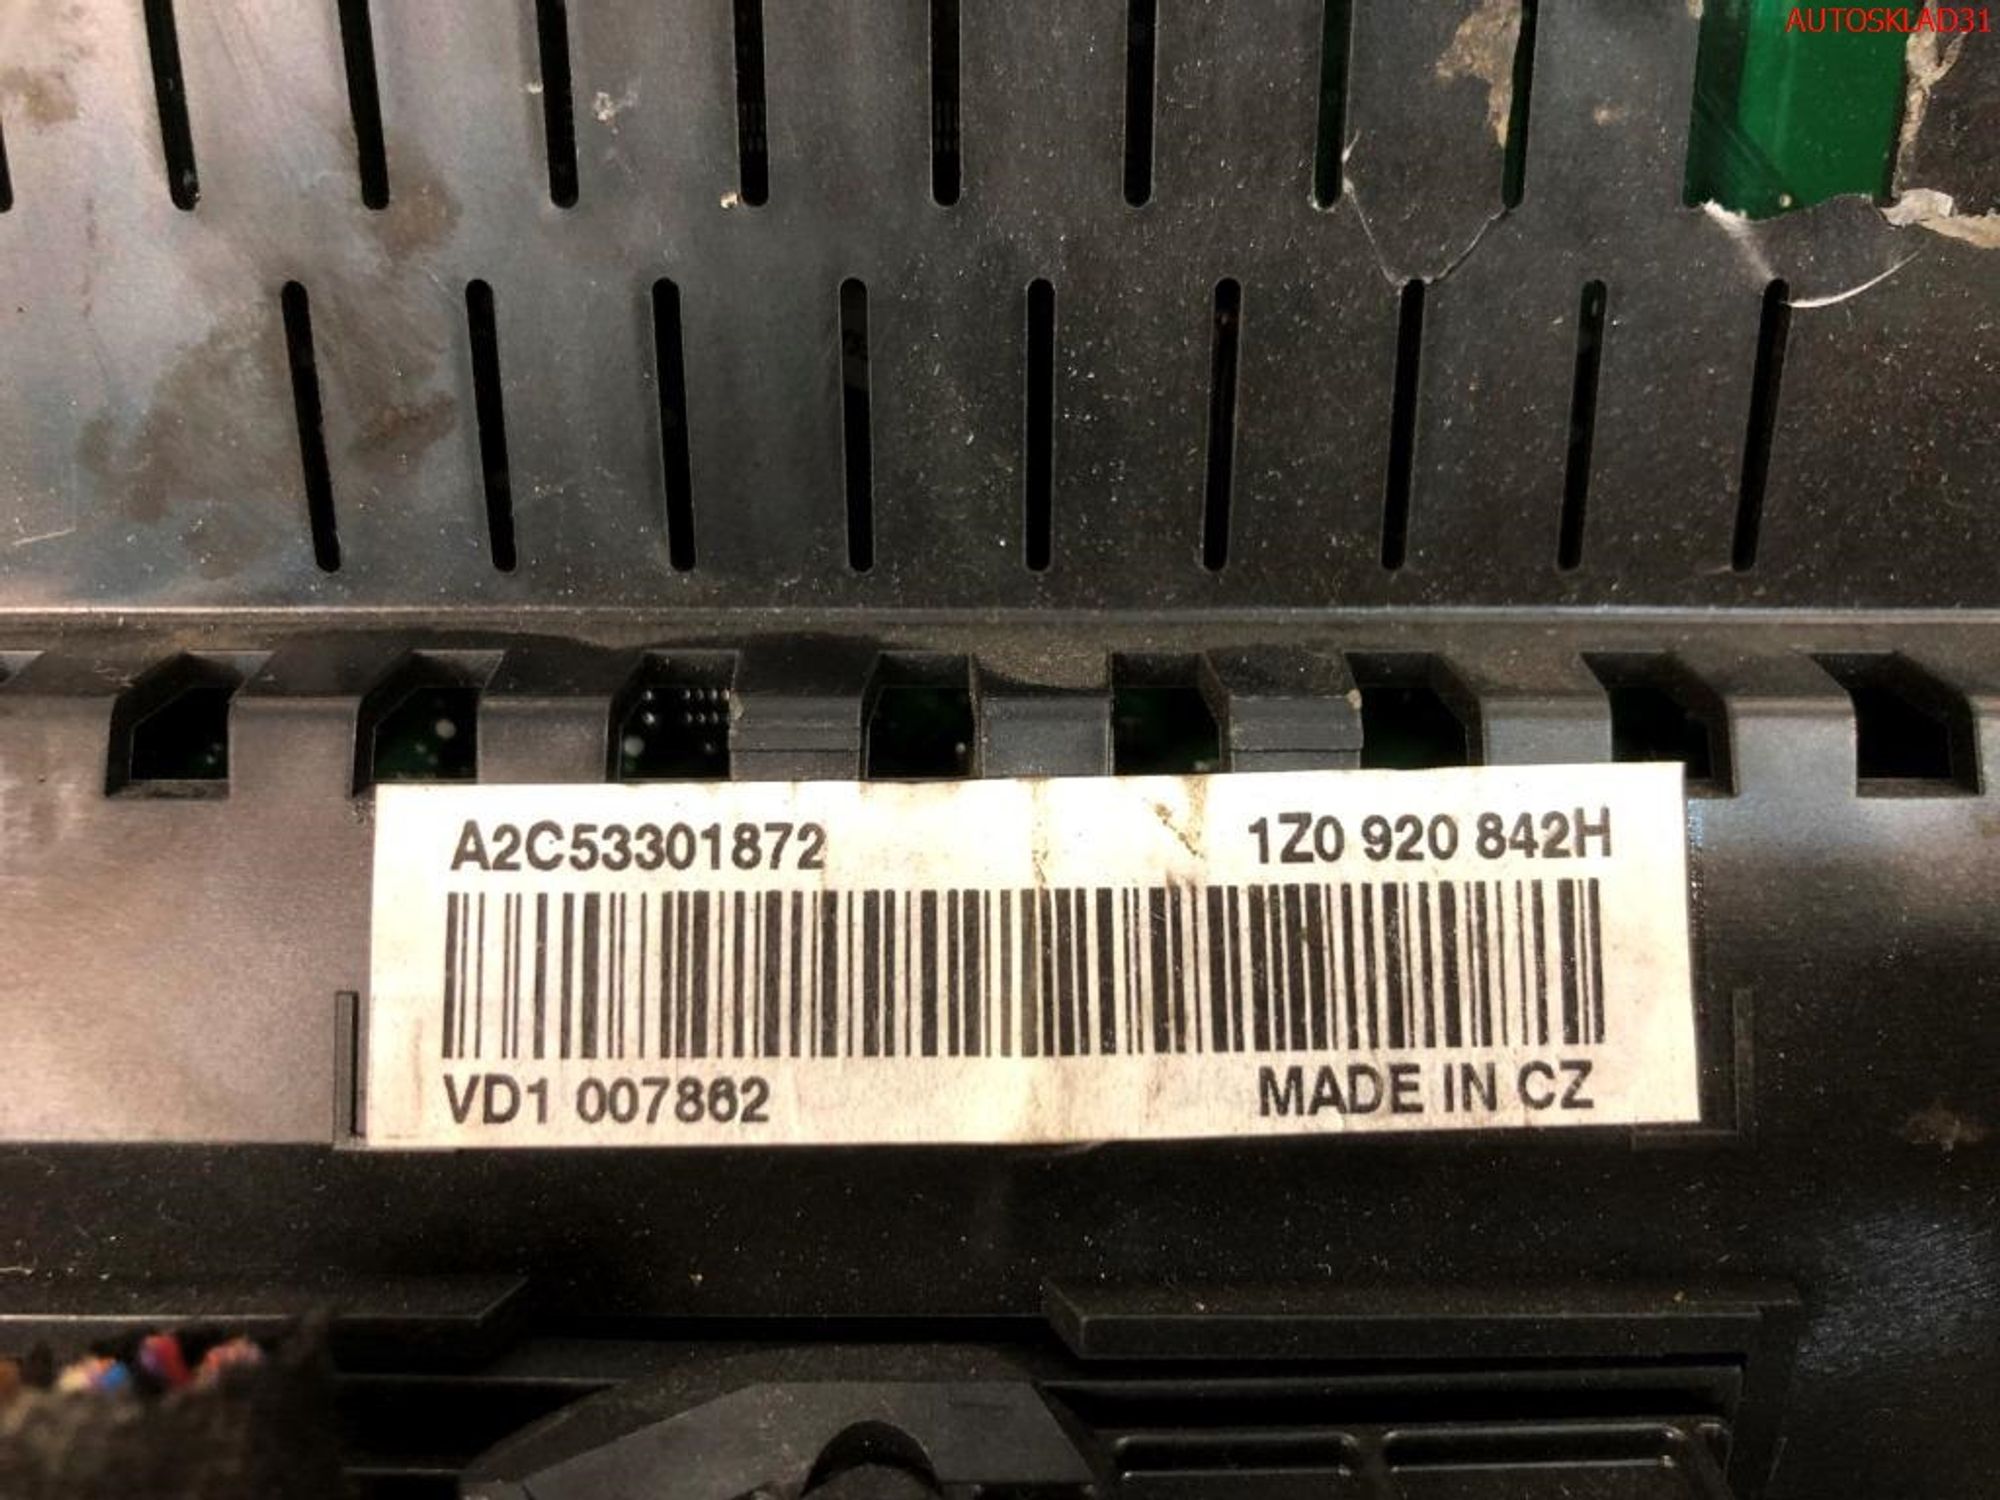 AUTOSKLAD31
A2C53301872 1Z0 920 842H
VD1 007862 MADE IN CZ